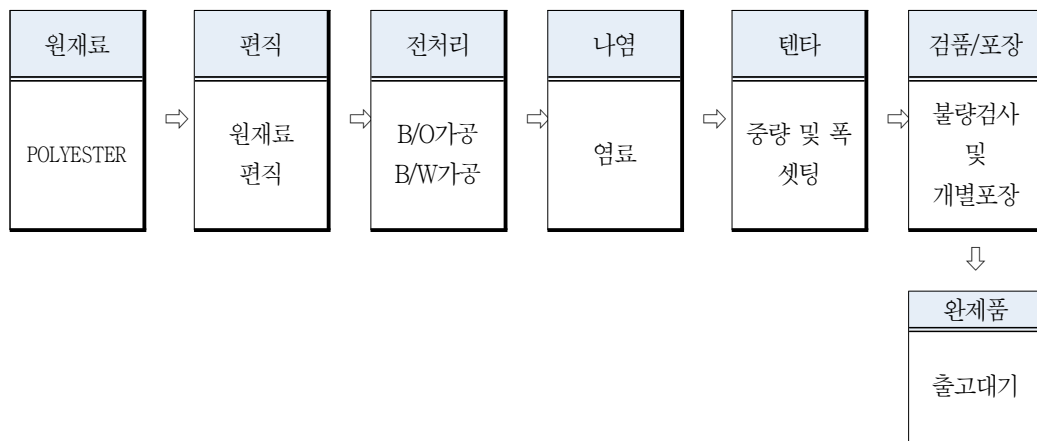 원재료
POLYESTER
편직
원재료
편직
전처리
B/O가공
B/W가공
나염
염료
텐타
중량 및 폭
셋팅
검품/포장
불량검사
및
개별포장
완제품
출고대기